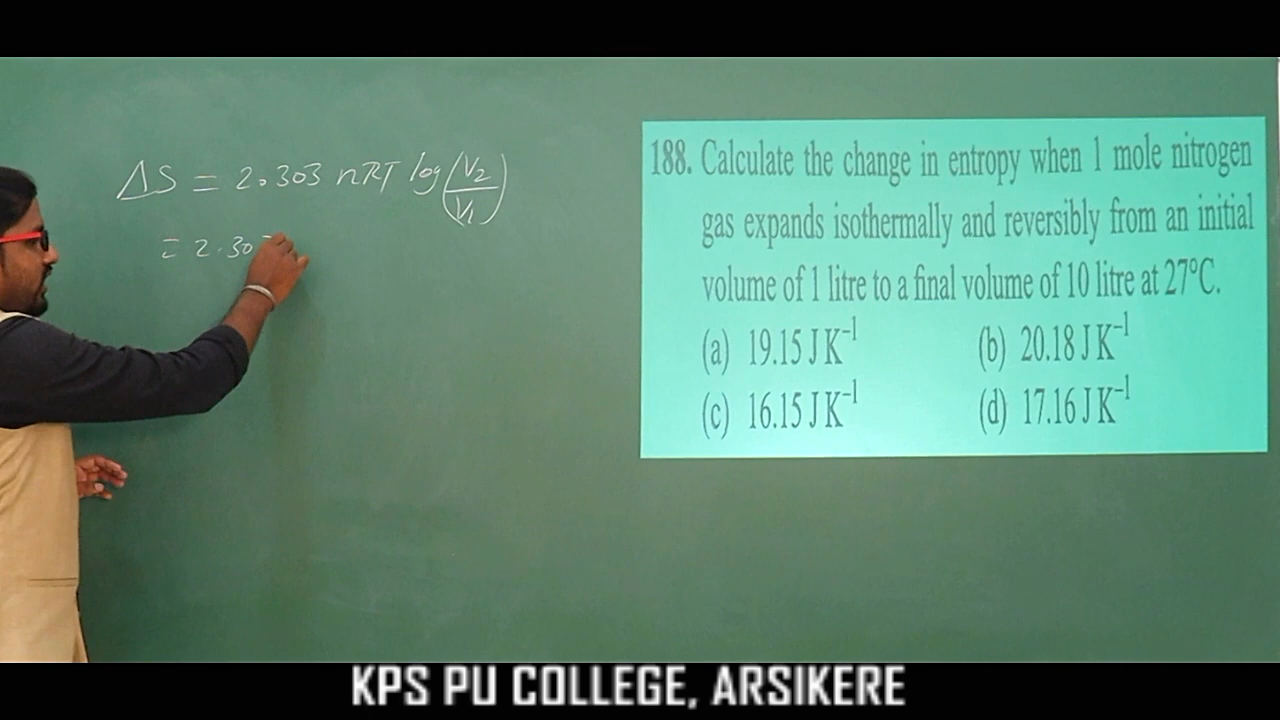 ΔS = 2.303 nRT log(V2/V1)
= 2.303
188. Calculate the change in entropy when 1 mole nitrogen
gas expands isothermally and reversibly from an initial
volume of 1 litre to a final volume of 10 litre at 27°C.
(a) 19.15 J K⁻¹ (b) 20.18 J K⁻¹
(c) 16.15 J K⁻¹ (d) 17.16 J K⁻¹
KPS PU COLLEGE, ARSIKERE